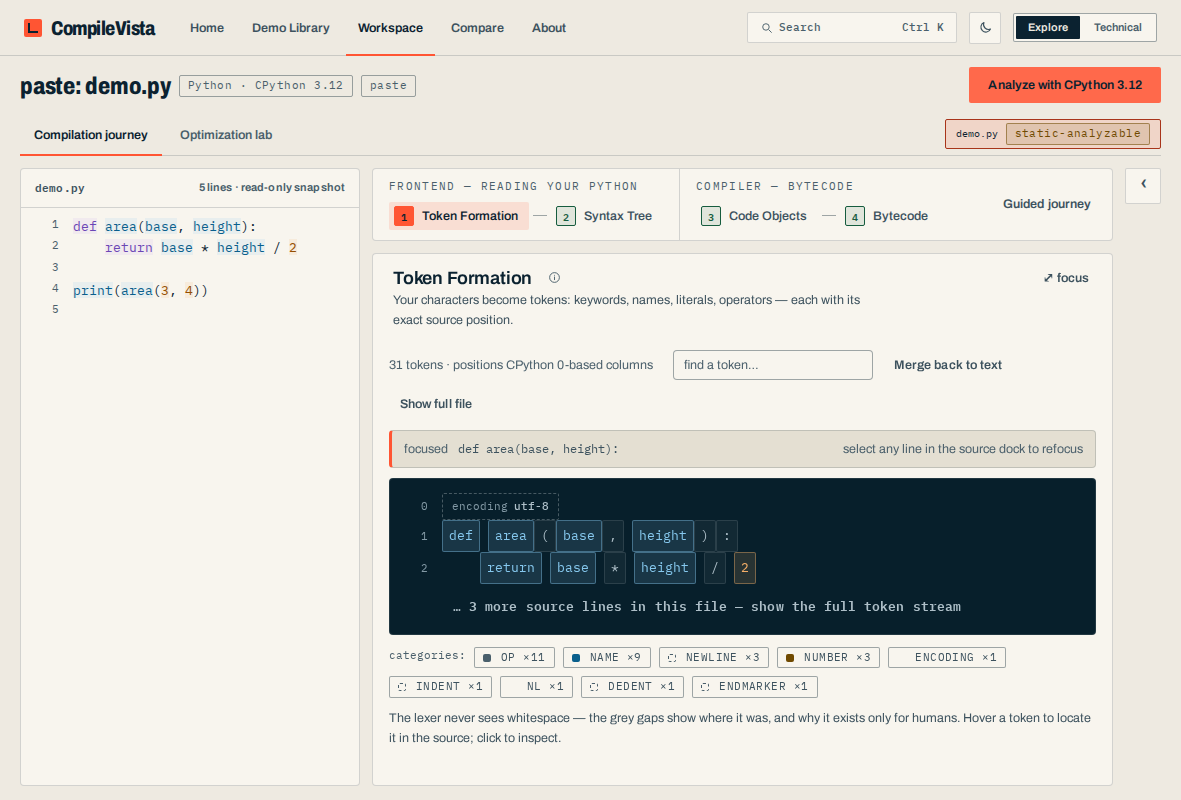 CompileVista Home Demo Library Workspace Compare About Search Ctrl K Explore Technical
paste: demo.py Python · CPython 3.12 paste Analyze with CPython 3.12
Compilation journey Optimization lab demo.py static-analyzable
demo.py 5 lines · read-only snapshot
1 def area(base, height):
2     return base * height / 2
3
4 print(area(3, 4))
5
FRONTEND — READING YOUR PYTHON
1 Token Formation — 2 Syntax Tree
COMPILER — BYTECODE
3 Code Objects — 4 Bytecode
Guided journey
‹
Token Formation ⓘ ⤢ focus
Your characters become tokens: keywords, names, literals, operators — each with its
exact source position.
31 tokens · positions CPython 0-based columns find a token... Merge back to text
Show full file
focused def area(base, height): select any line in the source dock to refocus
0 encoding utf-8
1 def area ( base , height ) :
2 return base * height / 2
… 3 more source lines in this file — show the full token stream
categories: OP ×11 NAME ×9 NEWLINE ×3 NUMBER ×3 ENCODING ×1
INDENT ×1 NL ×1 DEDENT ×1 ENDMARKER ×1
The lexer never sees whitespace — the grey gaps show where it was, and why it exists only for humans. Hover a token to locate
it in the source; click to inspect.